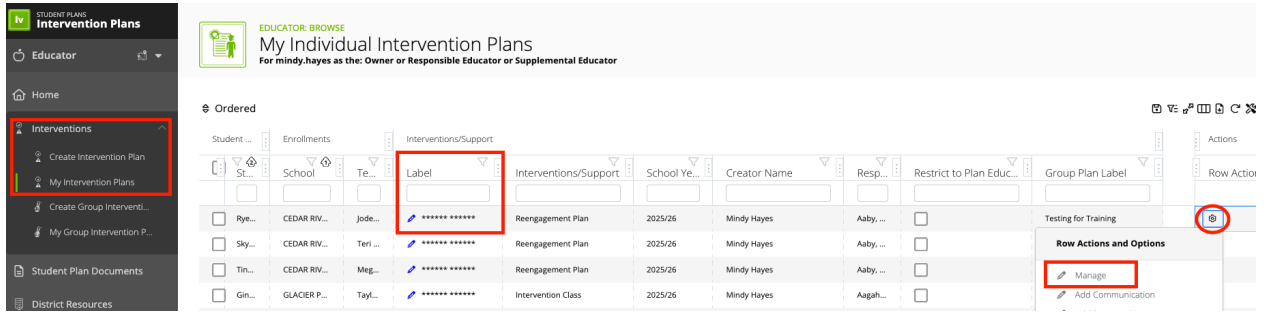 lv
STUDENT PLANS
Intervention Plans
Educator
Home
Interventions
Create Intervention Plan
My Intervention Plans
Create Group Interventi...
My Group Intervention P...
Student Plan Documents
District Resources
EDUCATOR: BROWSE
My Individual Intervention Plans
For mindy.hayes as the: Owner or Responsible Educator or Supplemental Educator
Ordered
Student ... Enrollments Interventions/Support Actions
St... School Te... Label Interventions/Support School Ye... Creator Name Resp... Restrict to Plan Educ... Group Plan Label Row Action
Rye... CEDAR RIV... Jode... ****** ****** Reengagement Plan 2025/26 Mindy Hayes Aaby, ... Testing for Training
Sky... CEDAR RIV... Teri ... ****** ****** Reengagement Plan 2025/26 Mindy Hayes Aaby, ...
Tin... CEDAR RIV... Meg... ****** ****** Reengagement Plan 2025/26 Mindy Hayes Aaby, ...
Gin... GLACIER P... Tayl... ****** ****** Intervention Class 2025/26 Mindy Hayes Aagah...
Row Actions and Options
Manage
Add Communication